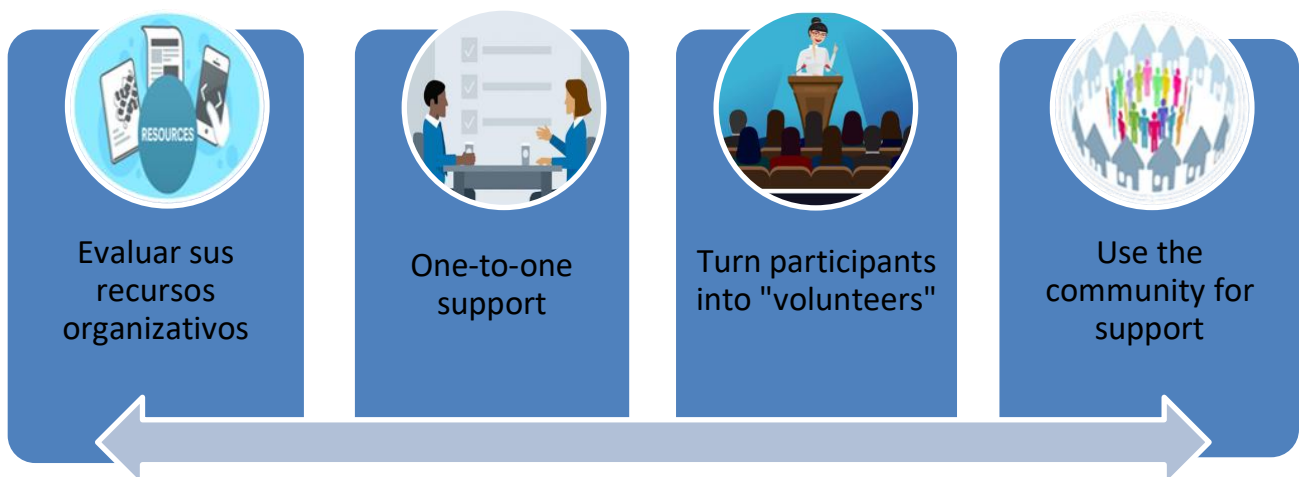 RESOURCES
Evaluar sus
recursos
organizativos
One-to-one
support
Turn participants
into "volunteers"
Use the
community for
support